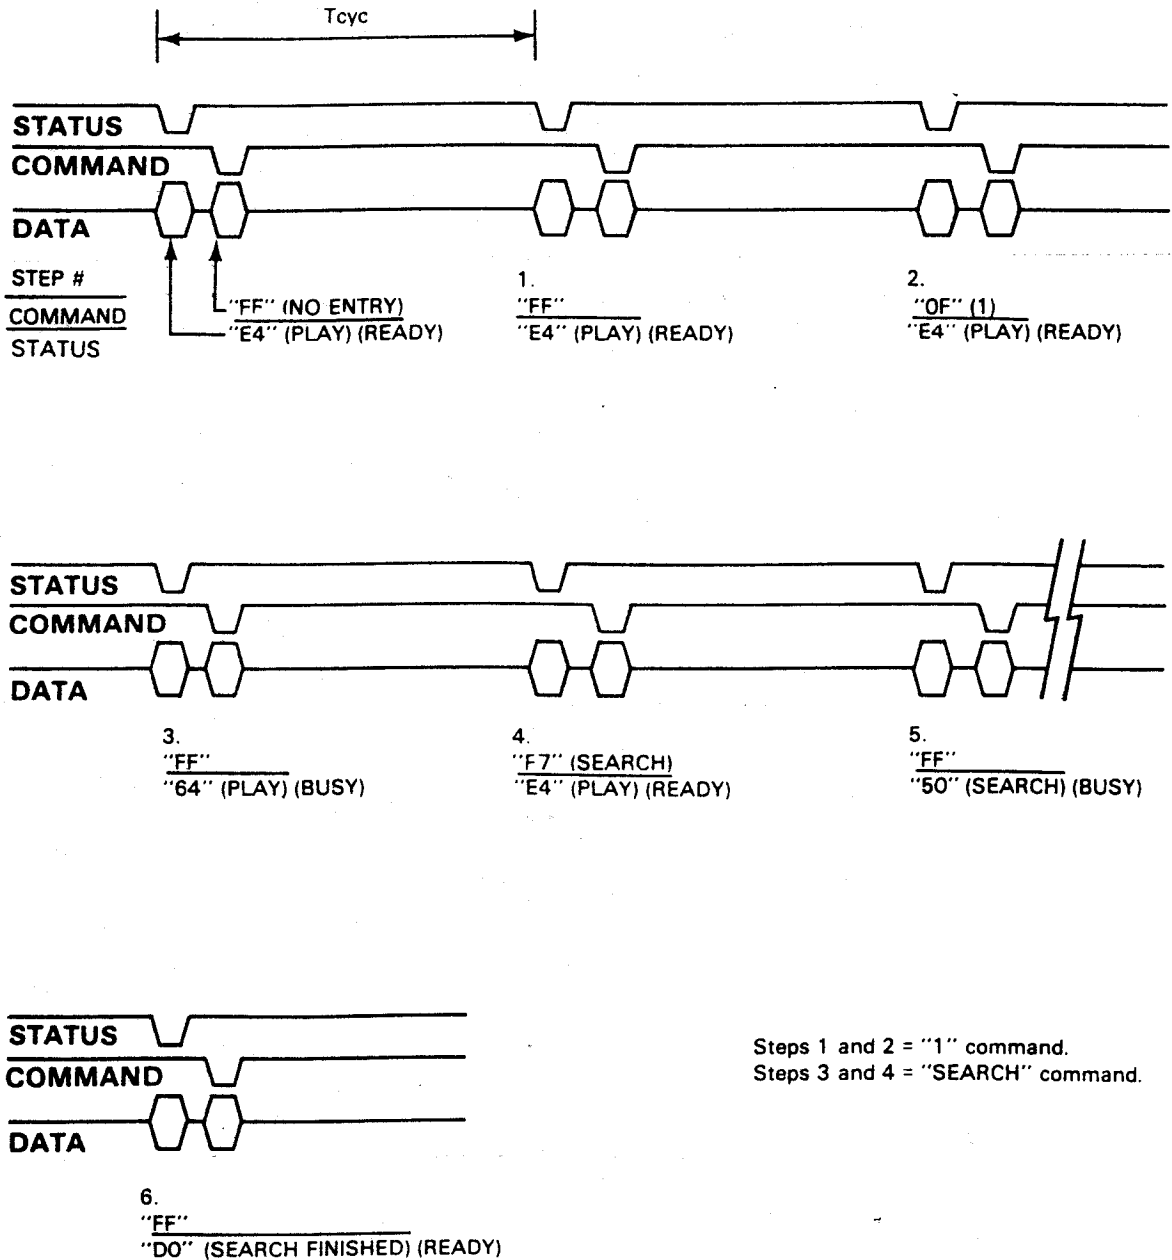 Tcyc
STATUS
COMMAND
DATA
STEP #
COMMAND
STATUS
"FF" (NO ENTRY)
"E4" (PLAY) (READY)
1.
"FF"
"E4" (PLAY) (READY)
2.
"0F" (1)
"E4" (PLAY) (READY)
STATUS
COMMAND
DATA
3.
"FF"
"64" (PLAY) (BUSY)
4.
"F7" (SEARCH)
"E4" (PLAY) (READY)
5.
"FF"
"50" (SEARCH) (BUSY)
STATUS
COMMAND
DATA
Steps 1 and 2 = "1" command.
Steps 3 and 4 = "SEARCH" command.
6.
"FF"
"D0" (SEARCH FINISHED) (READY)